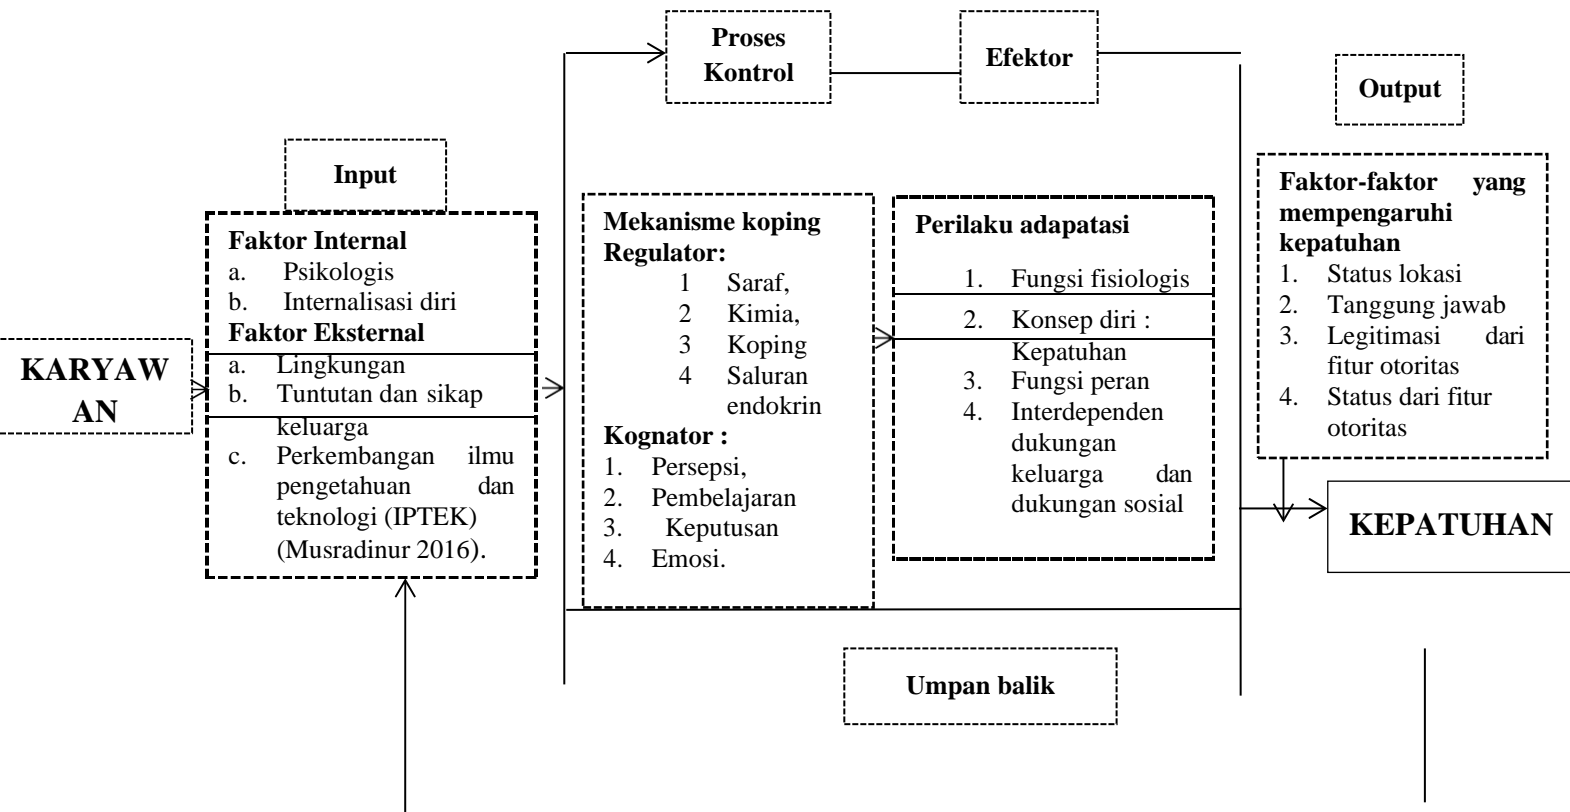 Proses
Kontrol
Efektor
Output
Input
KARYAW
AN
Faktor Internal
a. Psikologis
b. Internalisasi diri
Faktor Eksternal
a. Lingkungan
b. Tuntutan dan sikap
keluarga
c. Perkembangan ilmu
pengetahuan dan
teknologi (IPTEK)
(Musradinur 2016).
Mekanisme koping
Regulator:
1 Saraf,
2 Kimia,
3 Koping
4 Saluran
endokrin
Kognator :
1. Persepsi,
2. Pembelajaran
3. Keputusan
4. Emosi.
Perilaku adapatasi
1. Fungsi fisiologis
2. Konsep diri :
Kepatuhan
3. Fungsi peran
4. Interdependen
dukungan
keluarga dan
dukungan sosial
Faktor-faktor yang
mempengaruhi
kepatuhan
1. Status lokasi
2. Tanggung jawab
3. Legitimasi dari
fitur otoritas
4. Status dari fitur
otoritas
KEPATUHAN
Umpan balik